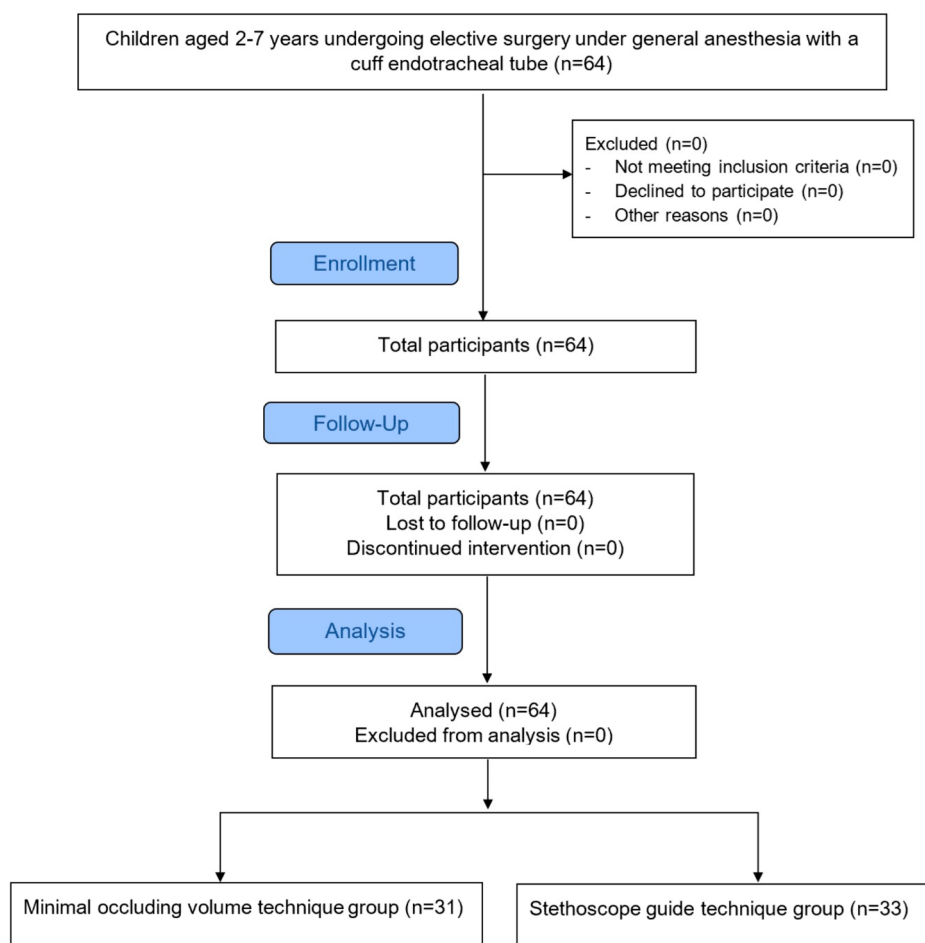 Children aged 2-7 years undergoing elective surgery under general anesthesia with a
cuff endotracheal tube (n=64)
Excluded (n=0)
- Not meeting inclusion criteria (n=0)
- Declined to participate (n=0)
- Other reasons (n=0)
Enrollment
Total participants (n=64)
Follow-Up
Total participants (n=64)
Lost to follow-up (n=0)
Discontinued intervention (n=0)
Analysis
Analysed (n=64)
Excluded from analysis (n=0)
Minimal occluding volume technique group (n=31)
Stethoscope guide technique group (n=33)